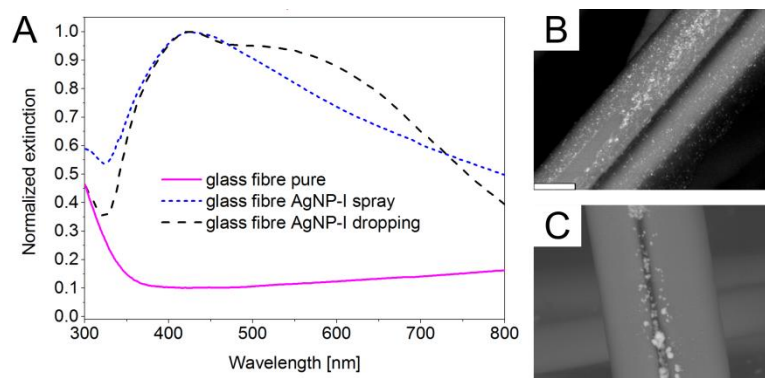 A
Normalized extinction
1.0
0.9
0.8
0.7
0.6
0.5
0.4
0.3
0.2
0.1
0.0
glass fibre pure
glass fibre AgNP-I spray
glass fibre AgNP-I dropping
300 400 500 600 700 800
Wavelength [nm]
B
C